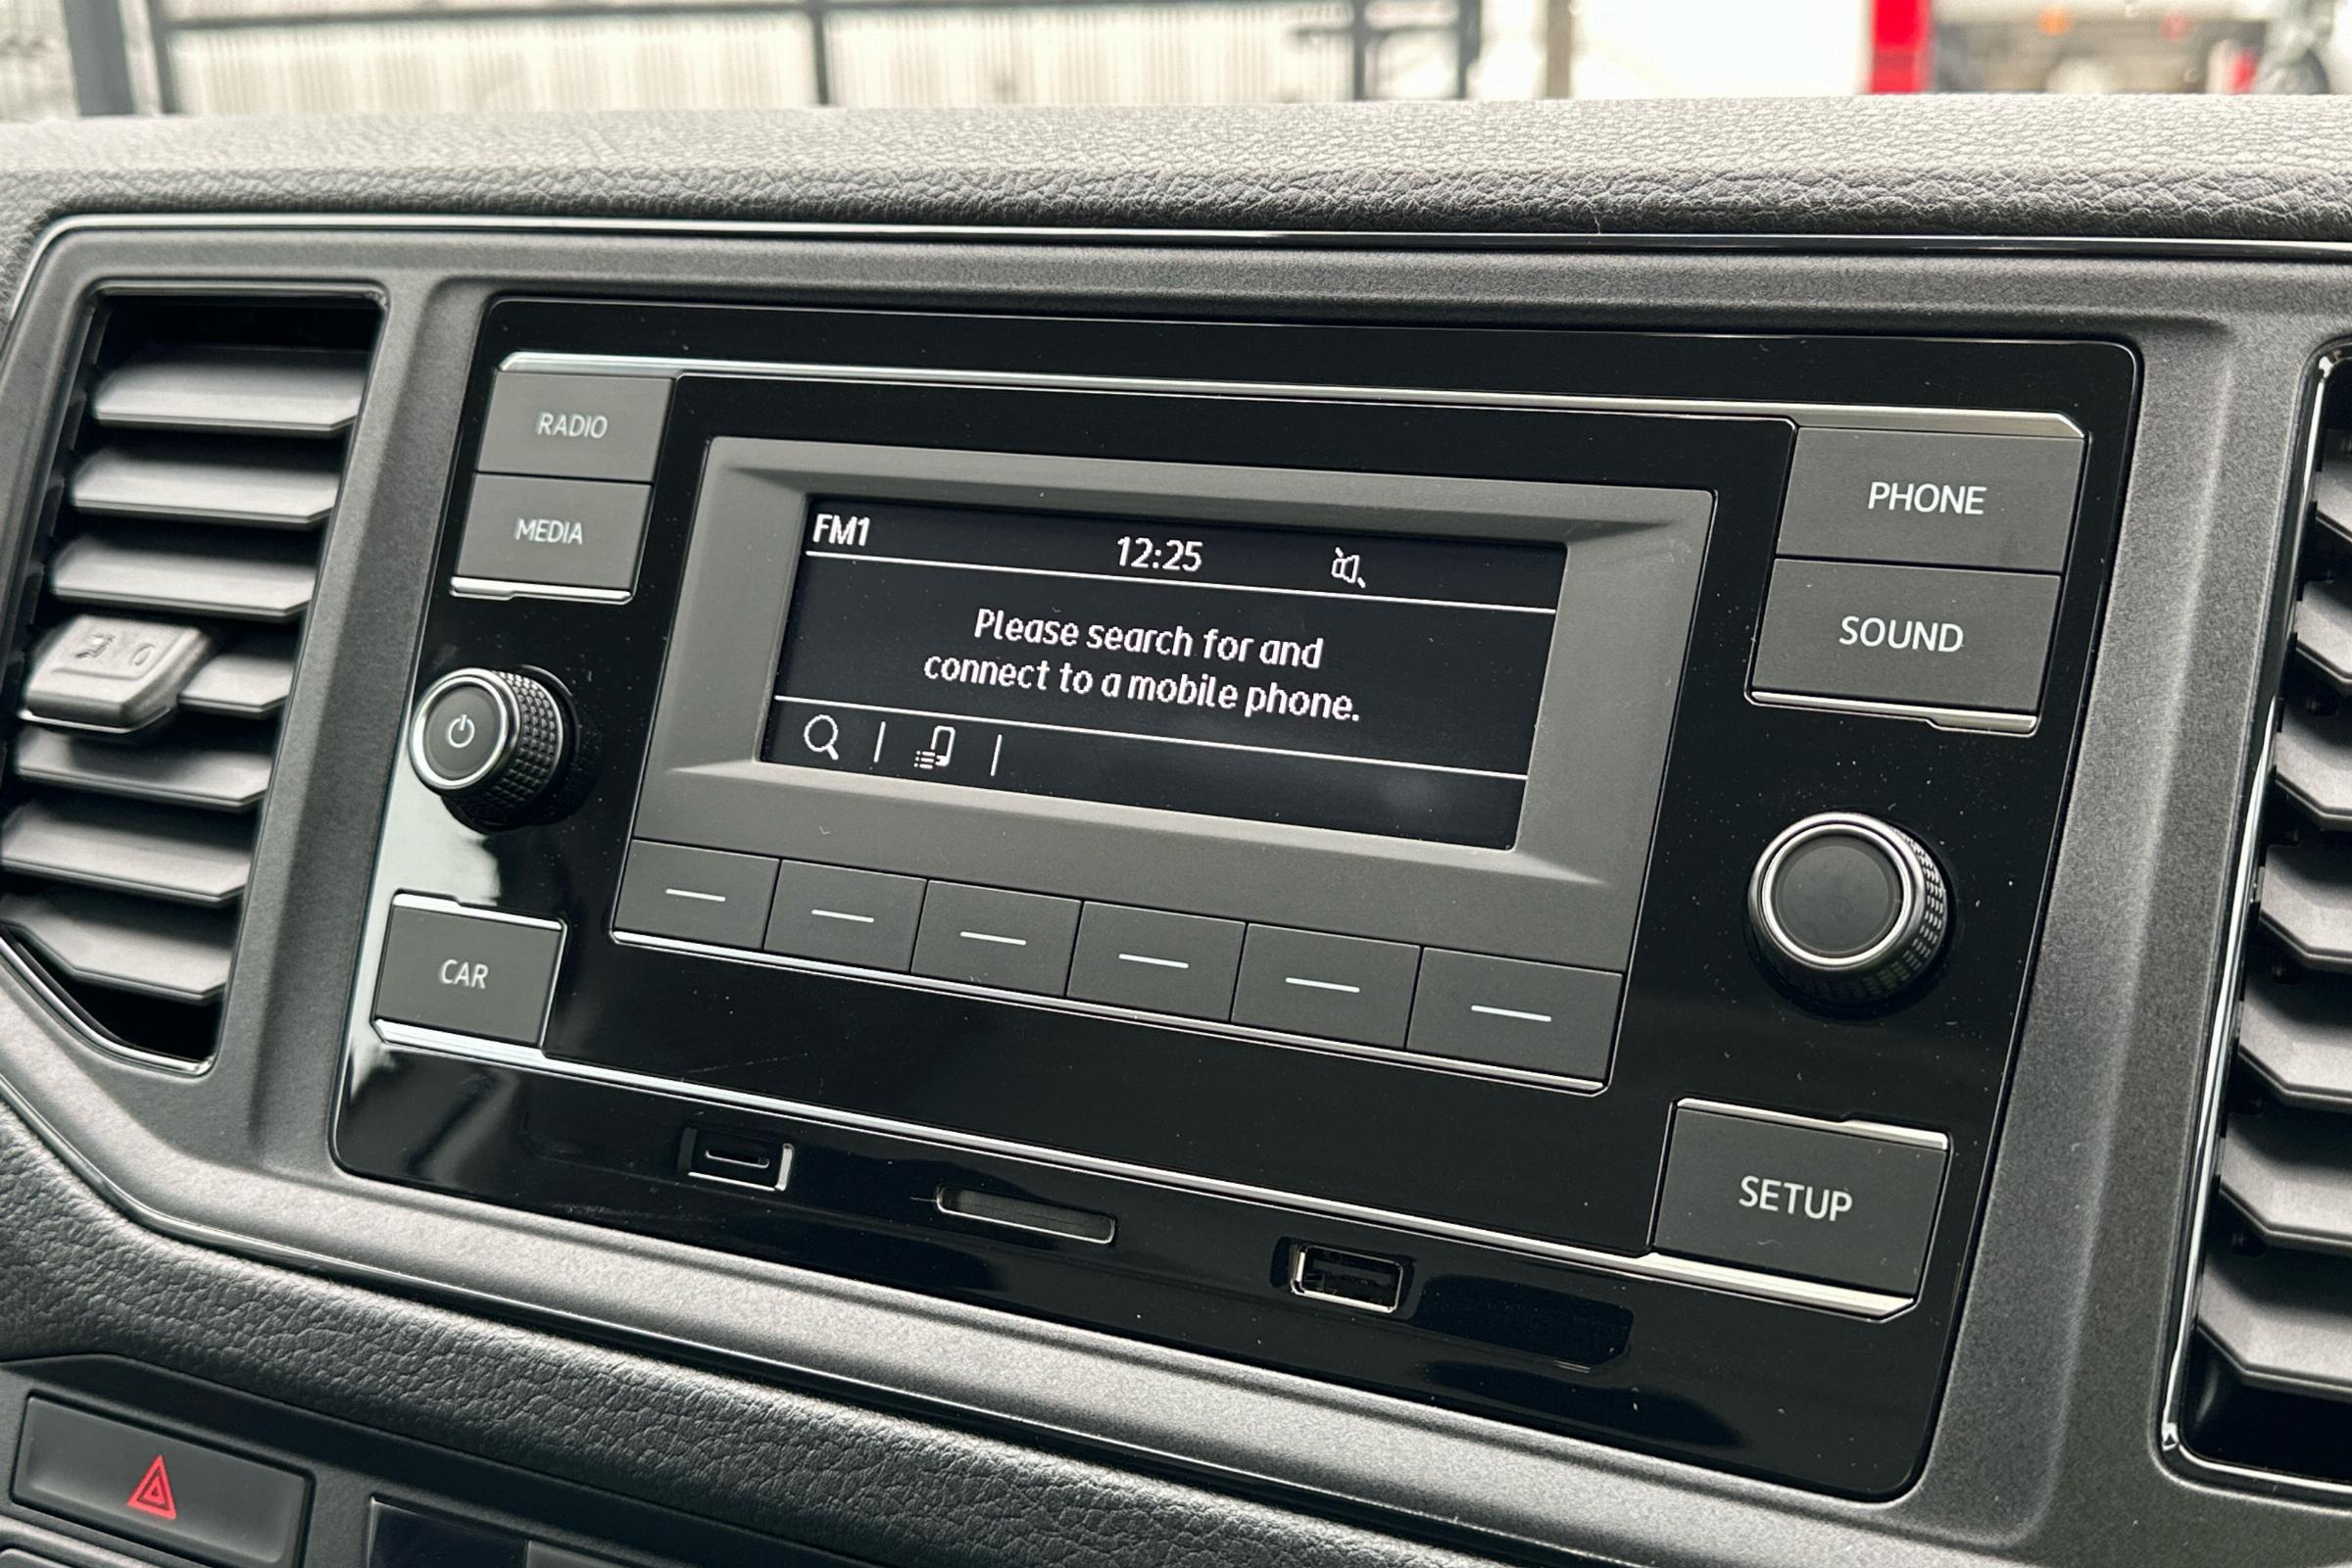 RADIO
MEDIA
FM1
12:25
Please search for and
connect to a mobile phone.
PHONE
SOUND
CAR
SETUP